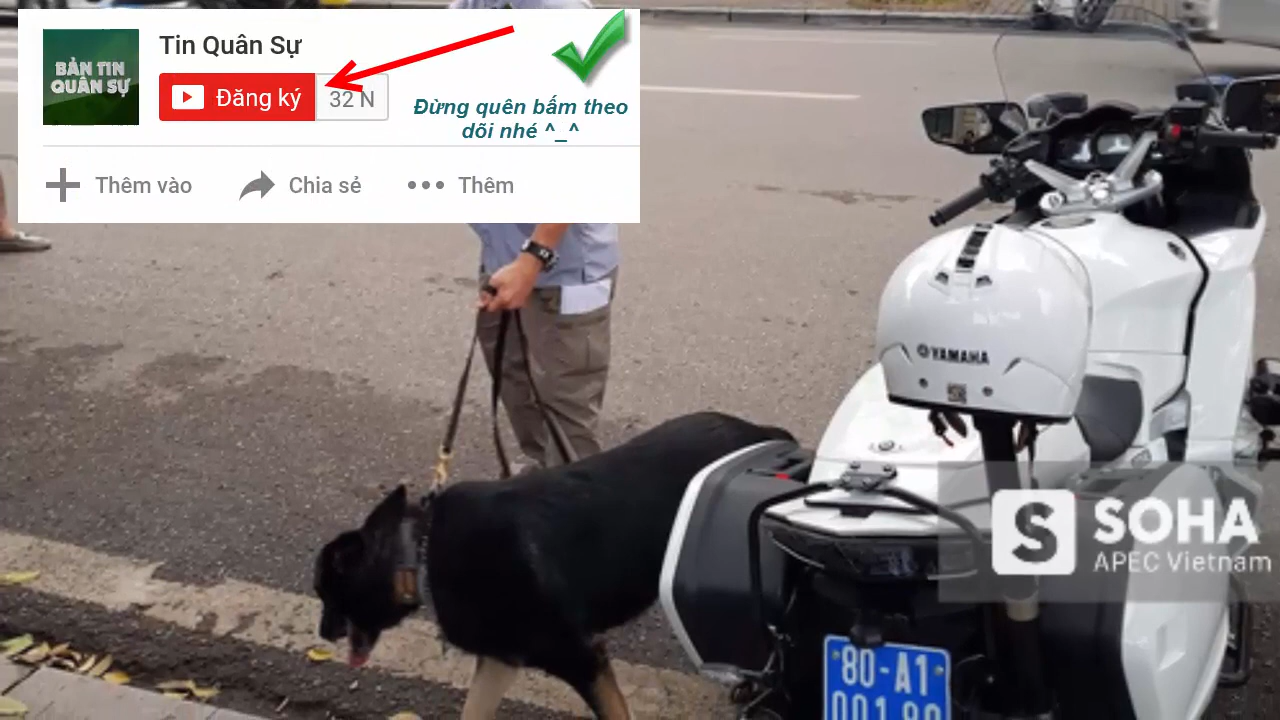 Tin Quân Sự
BẢN TIN
QUÂN SỰ
Đăng ký
32 N
Đừng quên bấm theo
dõi nhé ^_^
Thêm vào
Chia sẻ
Thêm
YAMAHA
S SOHA
APEC Vietnam
80-A1